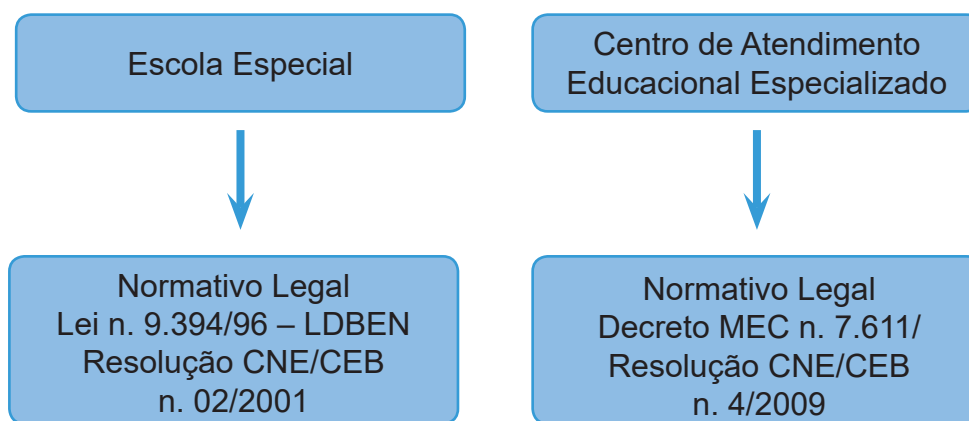 Escola Especial
Centro de Atendimento
Educacional Especializado
Normativo Legal
Lei n. 9.394/96 – LDBEN
Resolução CNE/CEB
n. 02/2001
Normativo Legal
Decreto MEC n. 7.611/
Resolução CNE/CEB
n. 4/2009